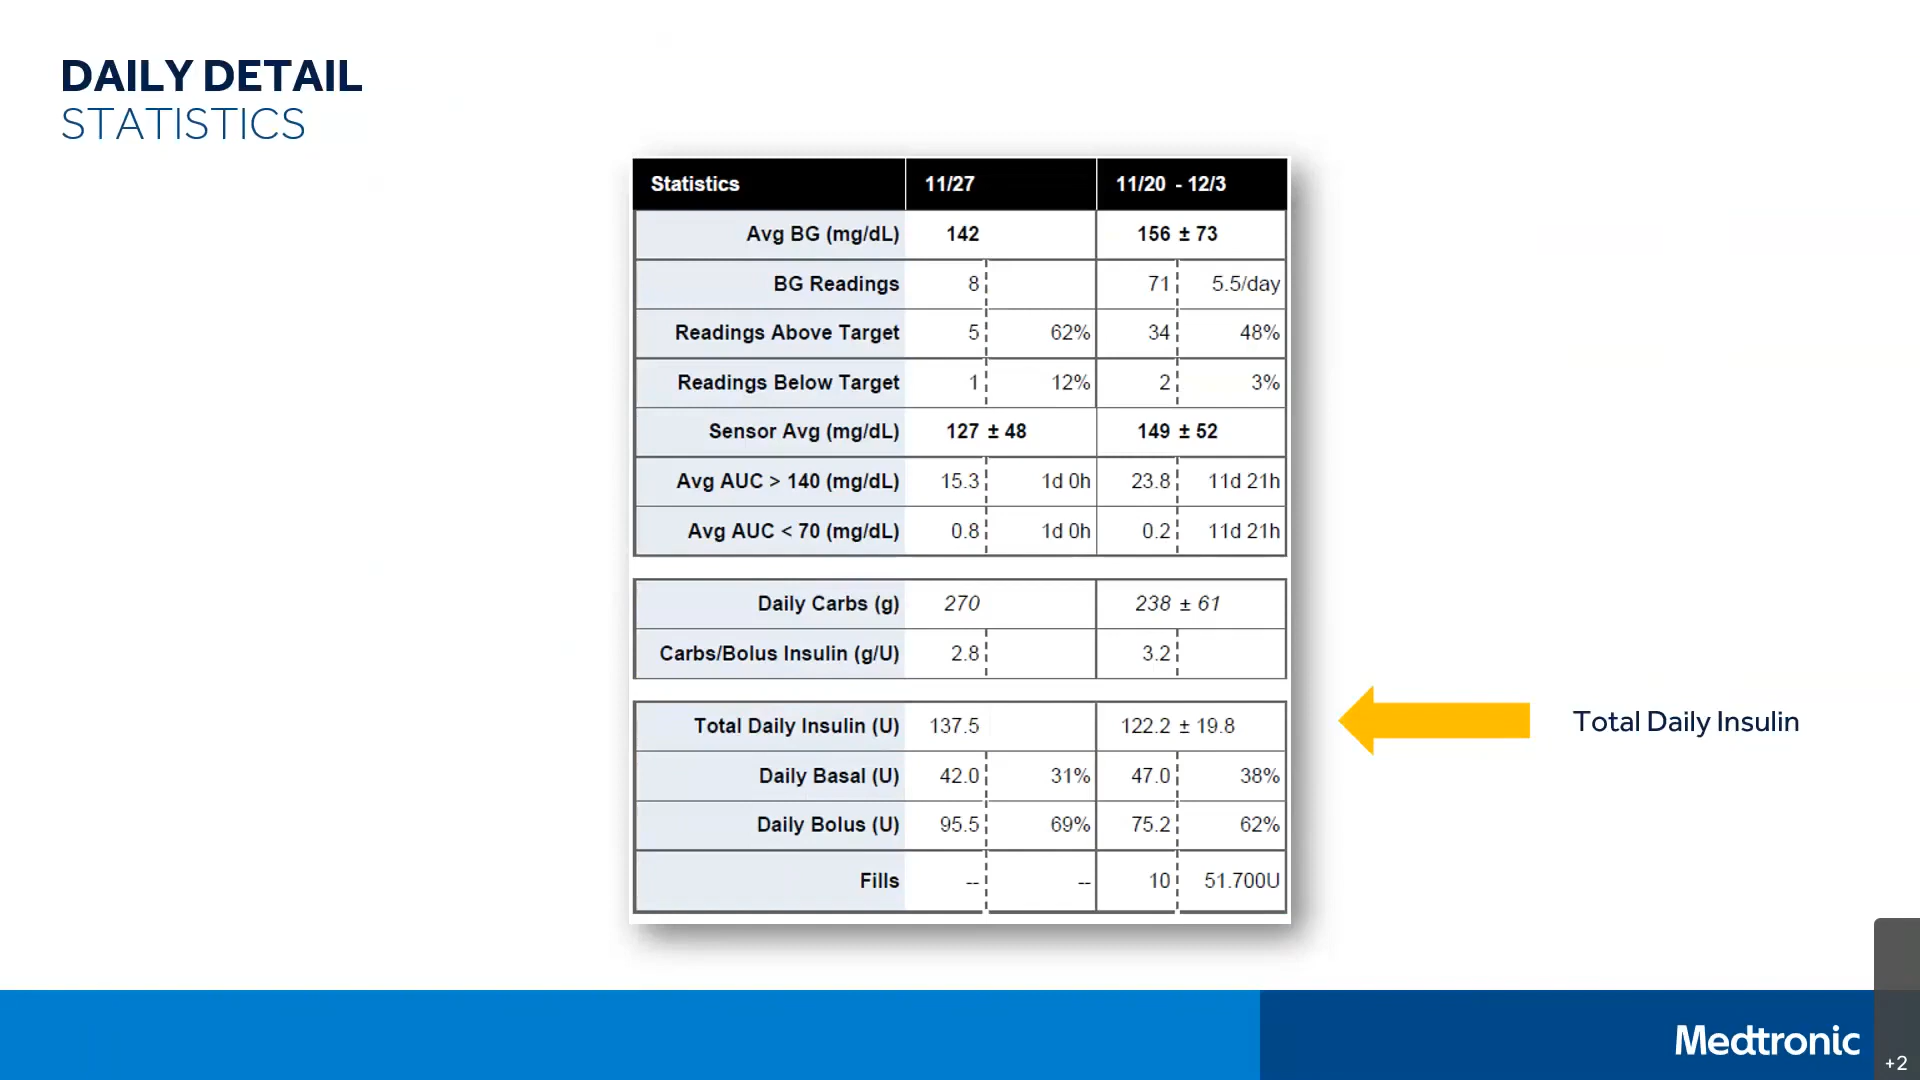 DAILY DETAIL
STATISTICS
Statistics 11/27 11/20 - 12/3
Avg BG (mg/dL) 142 156 ± 73
BG Readings 8 71 5.5/day
Readings Above Target 5 62% 34 48%
Readings Below Target 1 12% 2 3%
Sensor Avg (mg/dL) 127 ± 48 149 ± 52
Avg AUC > 140 (mg/dL) 15.3 1d 0h 23.8 11d 21h
Avg AUC < 70 (mg/dL) 0.8 1d 0h 0.2 11d 21h
Daily Carbs (g) 270 238 ± 61
Carbs/Bolus Insulin (g/U) 2.8 3.2
Total Daily Insulin (U) 137.5 122.2 ± 19.8
Total Daily Insulin
Daily Basal (U) 42.0 31% 47.0 38%
Daily Bolus (U) 95.5 69% 75.2 62%
Fills -- -- 10 51.700U
Medtronic
+2